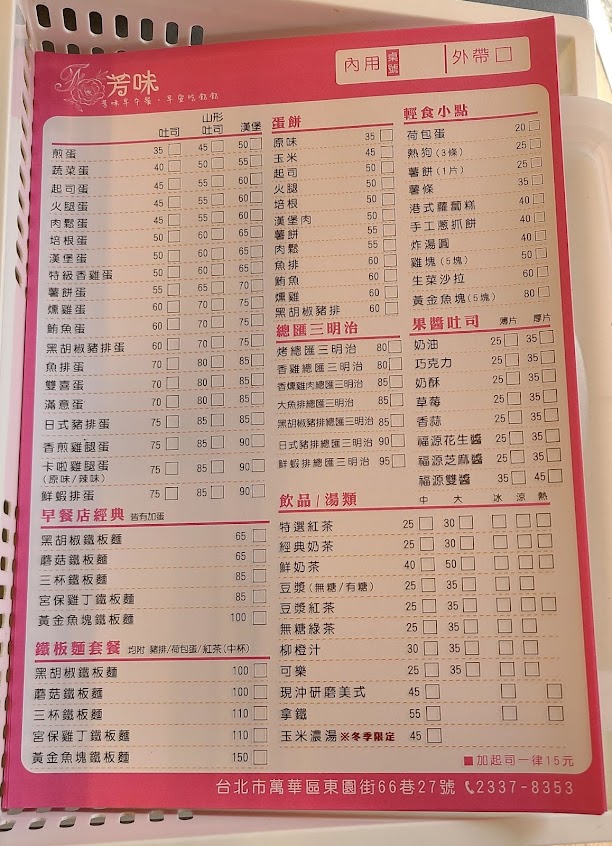 芳味
芳味早午餐・早安吃飽飽
內用 桌號 外帶
吐司 山形吐司 漢堡
煎蛋 35 45 50
蔬菜蛋 40 50 55
起司蛋 45 55 60
火腿蛋 45 55 60
肉鬆蛋 45 55 60
培根蛋 50 60 65
漢堡蛋 50 60 65
特級香雞蛋 50 60 65
薯餅蛋 55 65 70
燻雞蛋 60 70 75
鮪魚蛋 60 70 75
黑胡椒豬排蛋 60 70 75
魚排蛋 70 80 85
雙喜蛋 70 80 85
滿意蛋 70 80 85
日式豬排蛋 75 85
香煎雞腿蛋 75 85 90
卡啦雞腿蛋 75 85 90
(原味/辣味)
鮮蝦排蛋 75 85 90
早餐店經典 皆有加蛋
黑胡椒鐵板麵 65
蘑菇鐵板麵 65
三杯鐵板麵 85
宮保雞丁鐵板麵 85
黃金魚塊鐵板麵 100
鐵板麵套餐 均附 豬排/荷包蛋/紅茶(中杯)
黑胡椒鐵板麵 100
蘑菇鐵板麵 100
三杯鐵板麵 110
宮保雞丁鐵板麵 110
黃金魚塊鐵板麵 150
蛋餅
原味 35
玉米 45
起司 50
火腿 50
培根 50
漢堡肉 50
薯餅 55
肉鬆 55
魚排 60
鮪魚 60
燻雞 60
黑胡椒豬排 60
總匯三明治
烤總匯三明治 80
香雞總匯三明治 80
香燻雞肉總匯三明治 85
大魚排總匯三明治 85
黑胡椒豬排總匯三明治 85
日式豬排總匯三明治 90
鮮蝦排總匯三明治 95
輕食小點
荷包蛋 20
熱狗(3條) 25
薯餅(1片) 25
薯條 35
港式蘿蔔糕 40
手工蔥抓餅 40
炸湯圓 40
雞塊(5塊) 50
生菜沙拉 60
黃金魚塊(5塊) 80
果醬吐司 薄片 厚片
奶油 25 35
巧克力 25 35
奶酥 25 35
草莓 25 35
香蒜 25 35
福源花生醬 25 35
福源芝麻醬 25 35
福源雙醬 35 45
飲品/湯類 中 大 冰 涼 熱
特選紅茶 25 30
經典奶茶 25 30
鮮奶茶 40 50
豆漿(無糖/有糖) 25 35
豆漿紅茶 25 35
無糖綠茶 25 35
柳橙汁 30 35
可樂 25 35
現沖研磨美式 45
拿鐵 55
玉米濃湯※冬季限定 45
■加起司一律15元
台北市萬華區東園街66巷27號 2337-8353